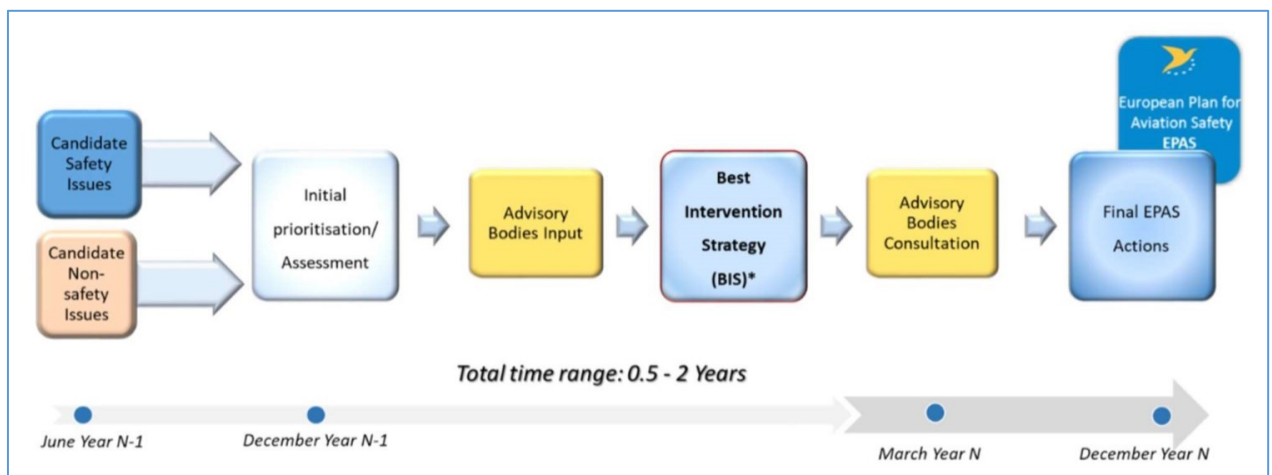 European Plan for
Aviation Safety
EPAS
Candidate
Safety
Issues
Candidate
Non-
safety
Issues
Initial
prioritisation/
Assessment
Advisory
Bodies Input
Best
Intervention
Strategy
(BIS)*
Advisory
Bodies
Consultation
Final EPAS
Actions
Total time range: 0.5 - 2 Years
June Year N-1
December Year N-1
March Year N
December Year N